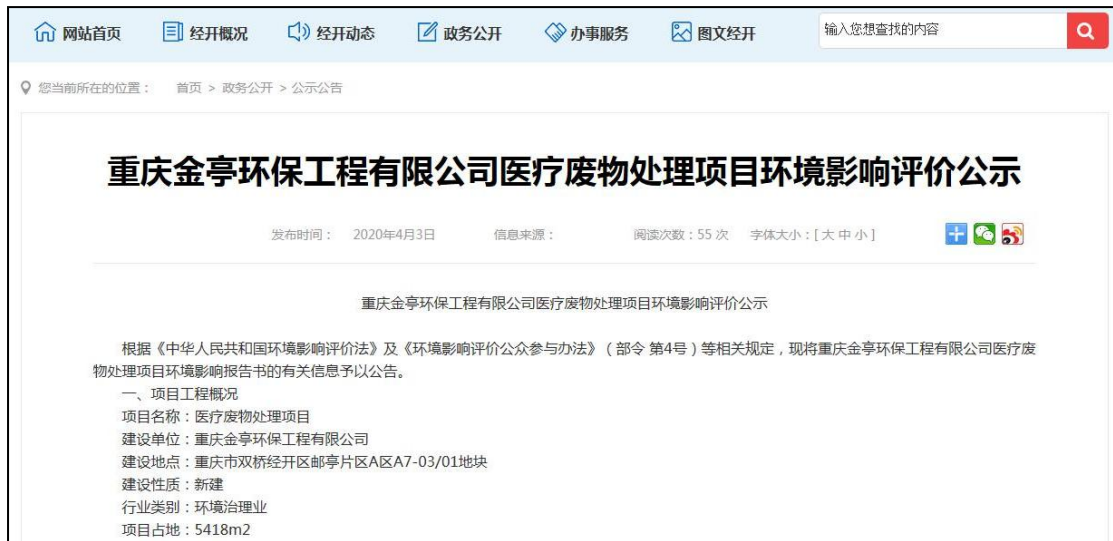 网站首页 经开概况 经开动态 政务公开 办事服务 图文经开 输入您想查找的内容
您当前所在的位置： 首页 > 政务公开 > 公示公告
重庆金亭环保工程有限公司医疗废物处理项目环境影响评价公示
发布时间： 2020年4月3日 信息来源： 阅读次数：55 次 字体大小：[ 大 中 小 ]
重庆金亭环保工程有限公司医疗废物处理项目环境影响评价公示
根据《中华人民共和国环境影响评价法》及《环境影响评价公众参与办法》（部令 第4号）等相关规定，现将重庆金亭环保工程有限公司医疗废
物处理项目环境影响报告书的有关信息予以公告。
一、项目工程概况
项目名称：医疗废物处理项目
建设单位：重庆金亭环保工程有限公司
建设地点：重庆市双桥经开区邮亭片区A区A7-03/01地块
建设性质：新建
行业类别：环境治理业
项目占地：5418m2